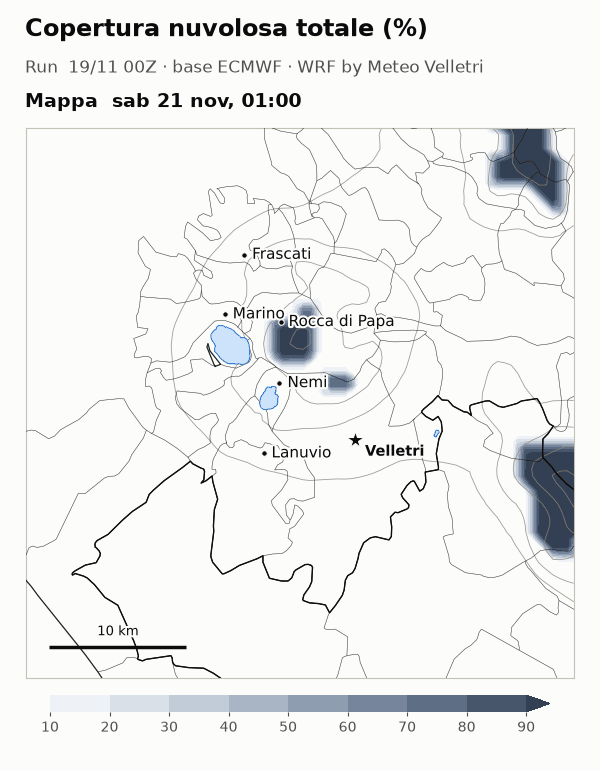 Copertura nuvolosa totale (%)
Run  19/11 00Z · base ECMWF · WRF by Meteo Velletri
Mappa  sab 21 nov, 01:00
Frascati
Marino
Rocca di Papa
Nemi
Velletri
Lanuvio
10 km
10 20 30 40 50 60 70 80 90